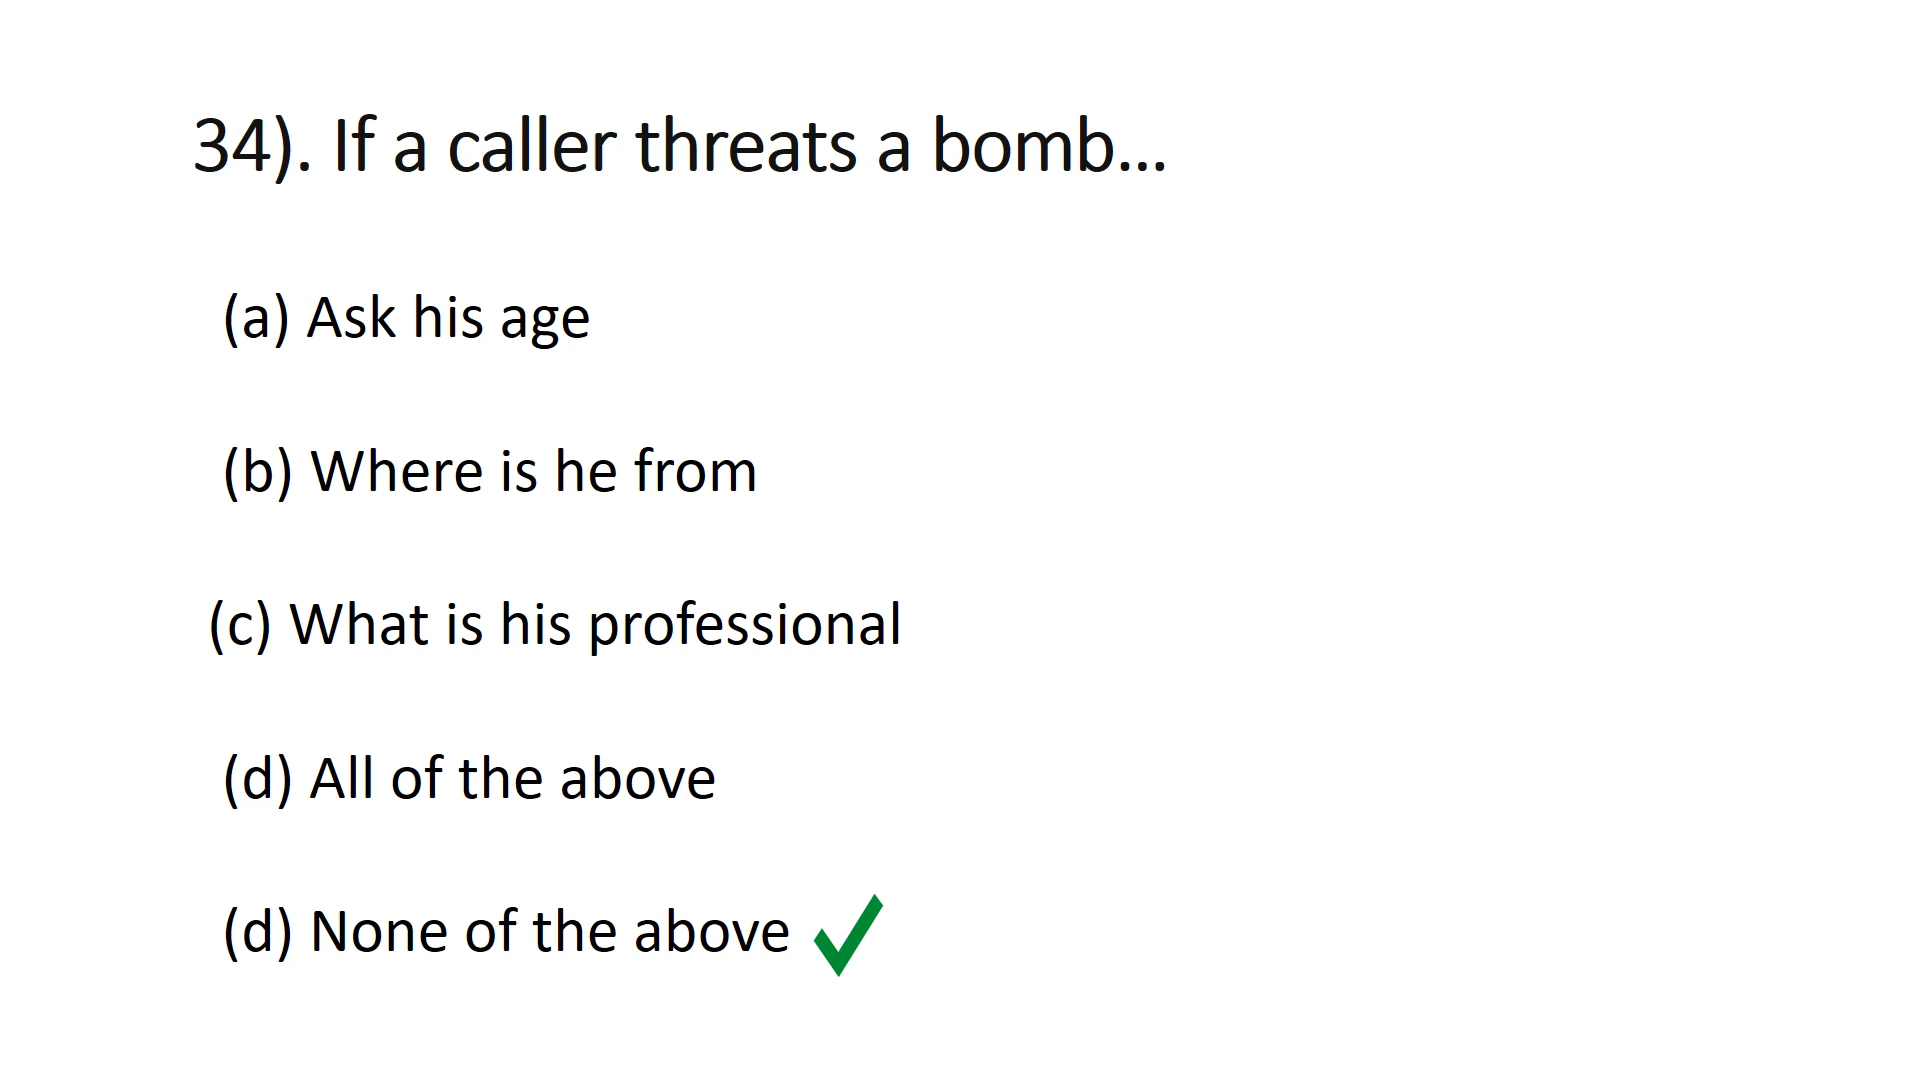 34). If a caller threats a bomb...
(a) Ask his age
(b) Where is he from
(c) What is his professional
(d) All of the above
(d) None of the above